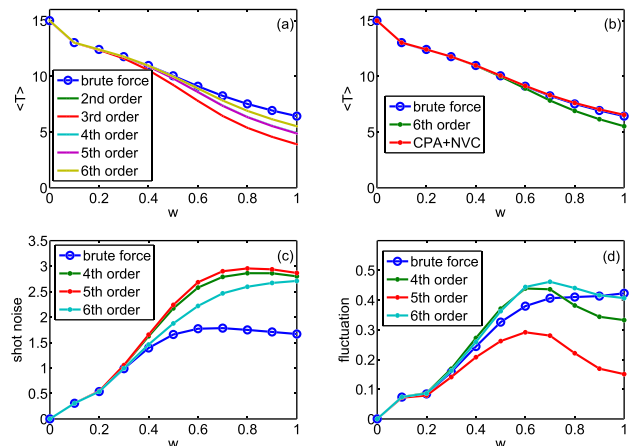 (a)
15
10
5
0
<T>
brute force
2nd order
3rd order
4th order
5th order
6th order
0 0.2 0.4 0.6 0.8 1
w
(b)
15
10
5
0
<T>
brute force
6th order
CPA+NVC
0 0.2 0.4 0.6 0.8 1
w
(c)
3.5
3
2.5
2
1.5
1
0.5
0
shot noise
brute force
4th order
5th order
6th order
0 0.2 0.4 0.6 0.8 1
w
(d)
0.5
0.4
0.3
0.2
0.1
0
fluctuation
brute force
4th order
5th order
6th order
0 0.2 0.4 0.6 0.8 1
w